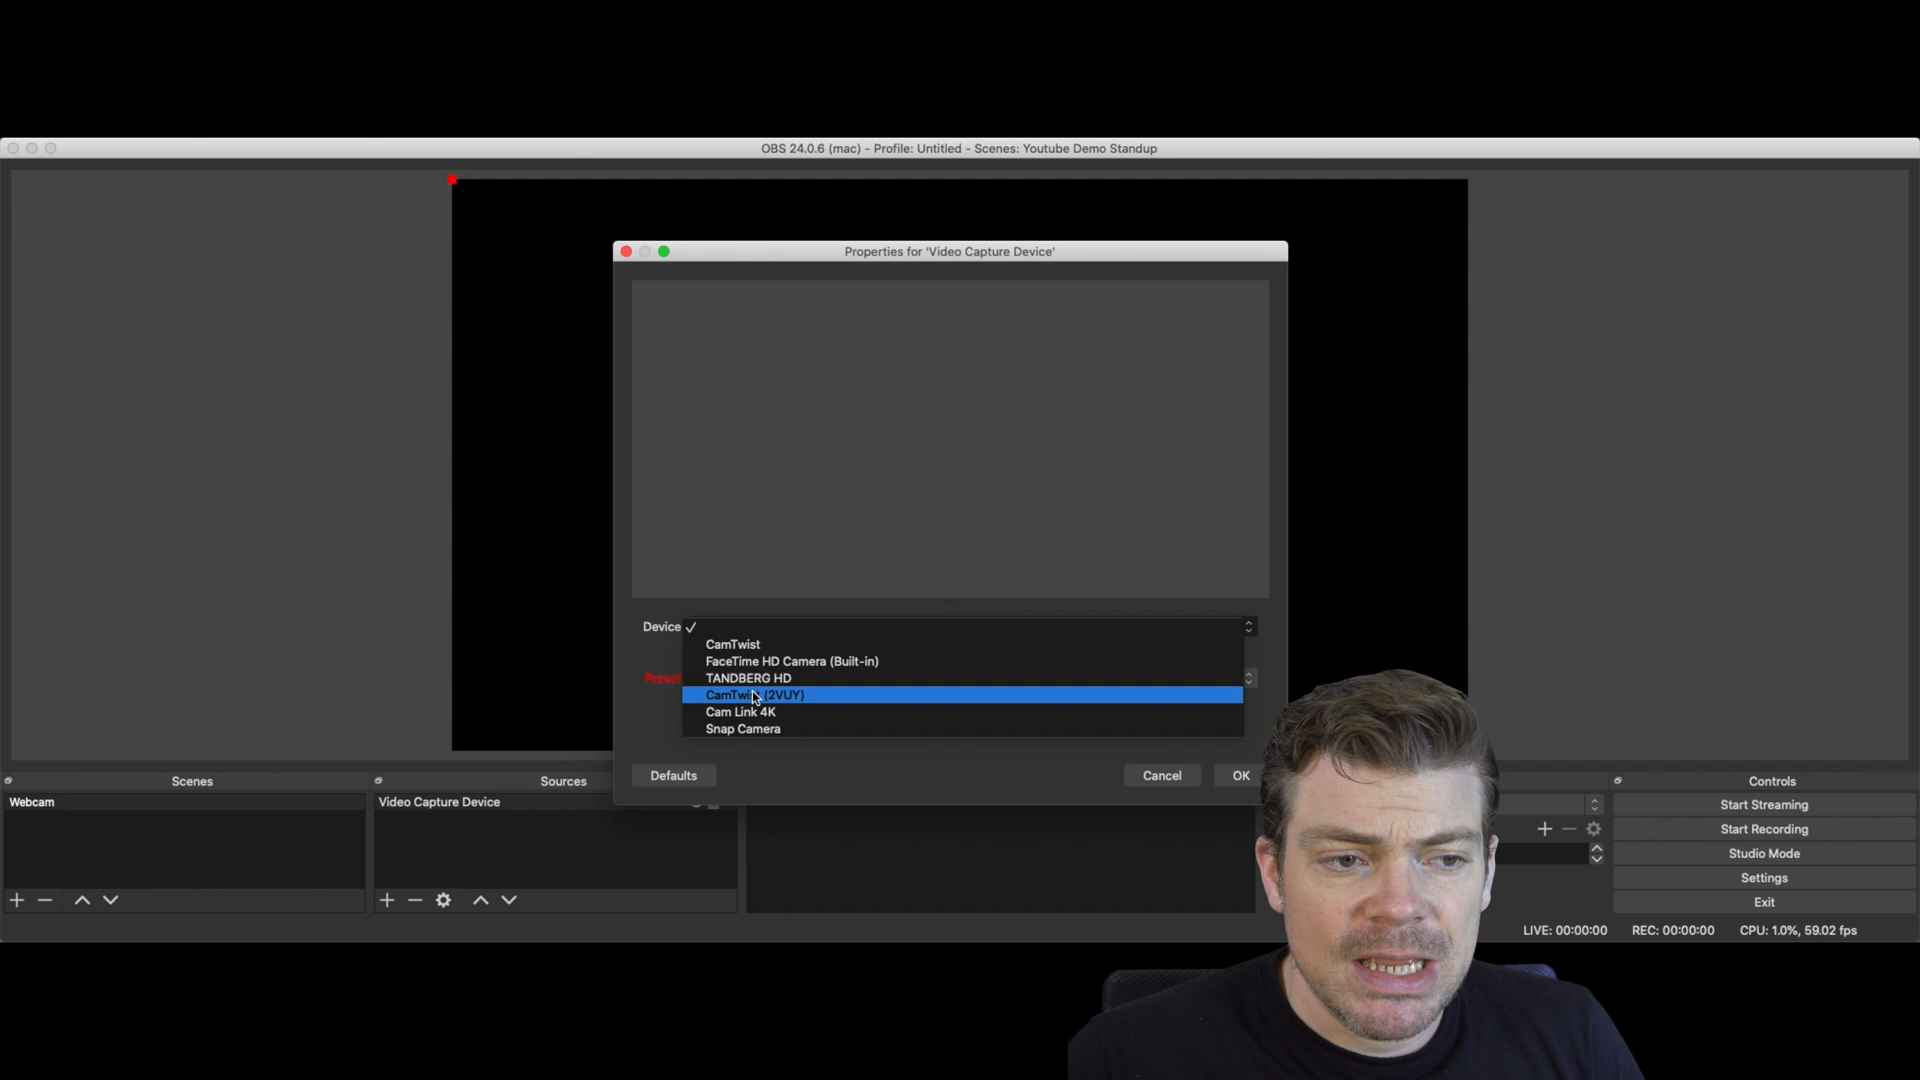 OBS 24.0.6 (mac) - Profile: Untitled - Scenes: Youtube Demo Standup
Properties for 'Video Capture Device'
Device
CamTwist
FaceTime HD Camera (Built-in)
Preset
TANDBERG HD
CamTwist (2VUY)
Cam Link 4K
Snap Camera
Defaults
Cancel
OK
Scenes
Sources
Controls
Webcam
Video Capture Device
Start Streaming
Start Recording
Studio Mode
Settings
Exit
LIVE: 00:00:00
REC: 00:00:00
CPU: 1.0%, 59.02 fps